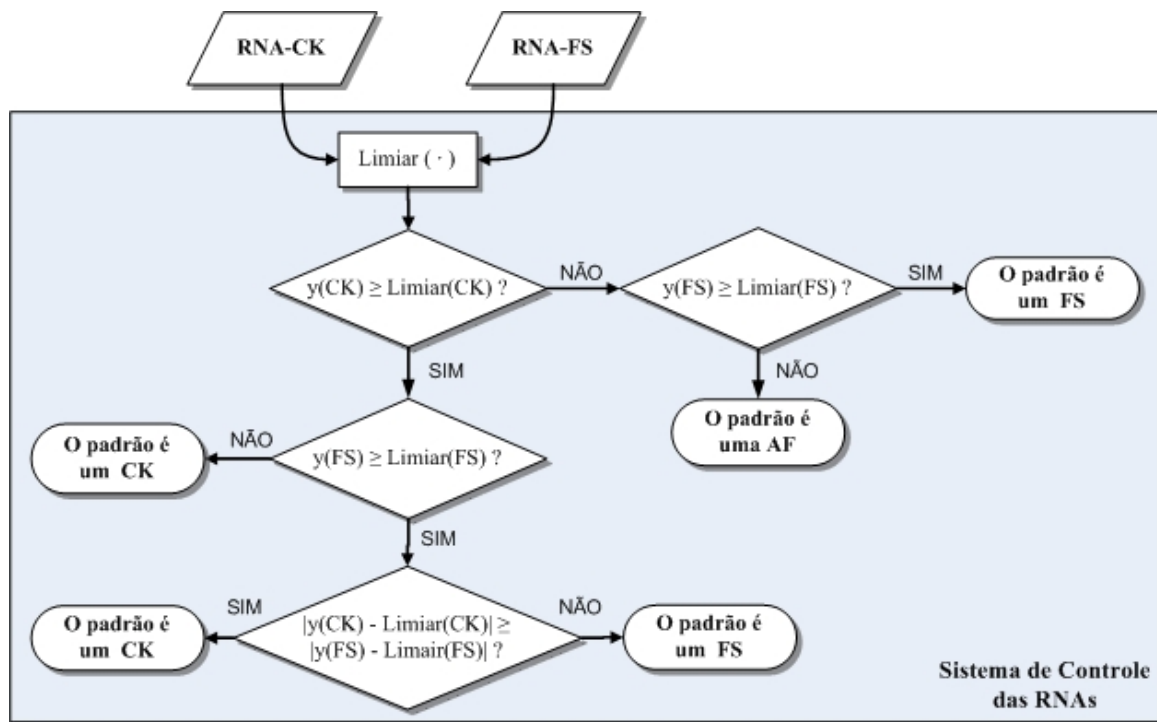 RNA-CK
RNA-FS
Limiar ( · )
y(CK) ≥ Limiar(CK) ?
NÃO
y(FS) ≥ Limiar(FS) ?
SIM
O padrão é
um FS
SIM
NÃO
O padrão é
uma AF
O padrão é
um CK
NÃO
y(FS) ≥ Limiar(FS) ?
SIM
O padrão é
um CK
SIM
|y(CK) - Limiar(CK)| ≥
|y(FS) - Limair(FS)| ?
NÃO
O padrão é
um FS
Sistema de Controle
das RNAs